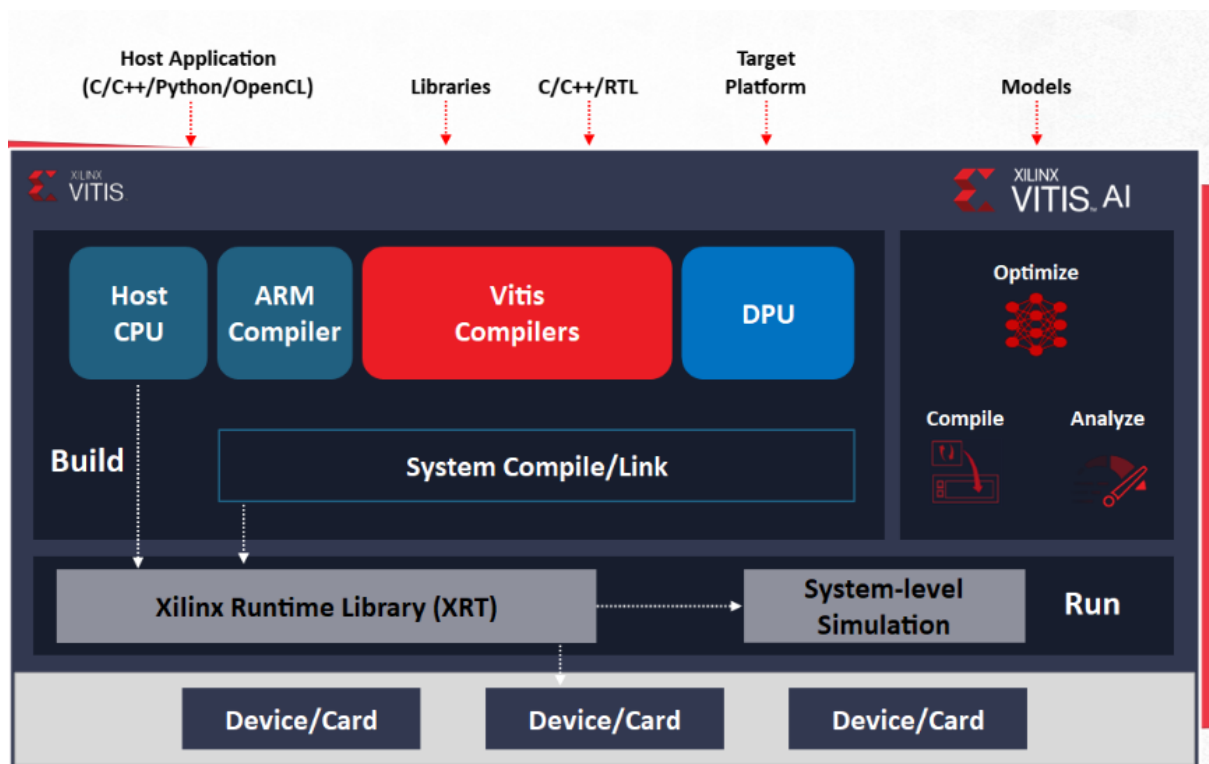 Host Application
(C/C++/Python/OpenCL)
Libraries
C/C++/RTL
Target
Platform
Models
XILINX
VITIS
XILINX
VITIS™ AI
Host
CPU
ARM
Compiler
Vitis
Compilers
DPU
Optimize
Compile
Analyze
Build
System Compile/Link
Xilinx Runtime Library (XRT)
System-level
Simulation
Run
Device/Card
Device/Card
Device/Card